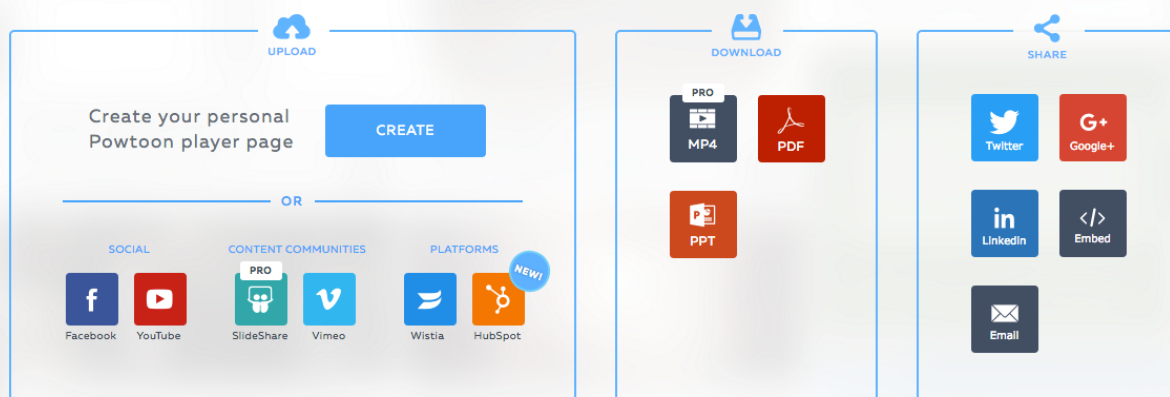 UPLOAD
Create your personal
Powtoon player page
CREATE
OR
SOCIAL
CONTENT COMMUNITIES
PLATFORMS
PRO
NEW!
f
Facebook
YouTube
SlideShare
Vimeo
Wistia
HubSpot
DOWNLOAD
PRO
MP4
PDF
P
PPT
SHARE
Twitter
G+
Google+
in
LinkedIn
</>
Embed
Email